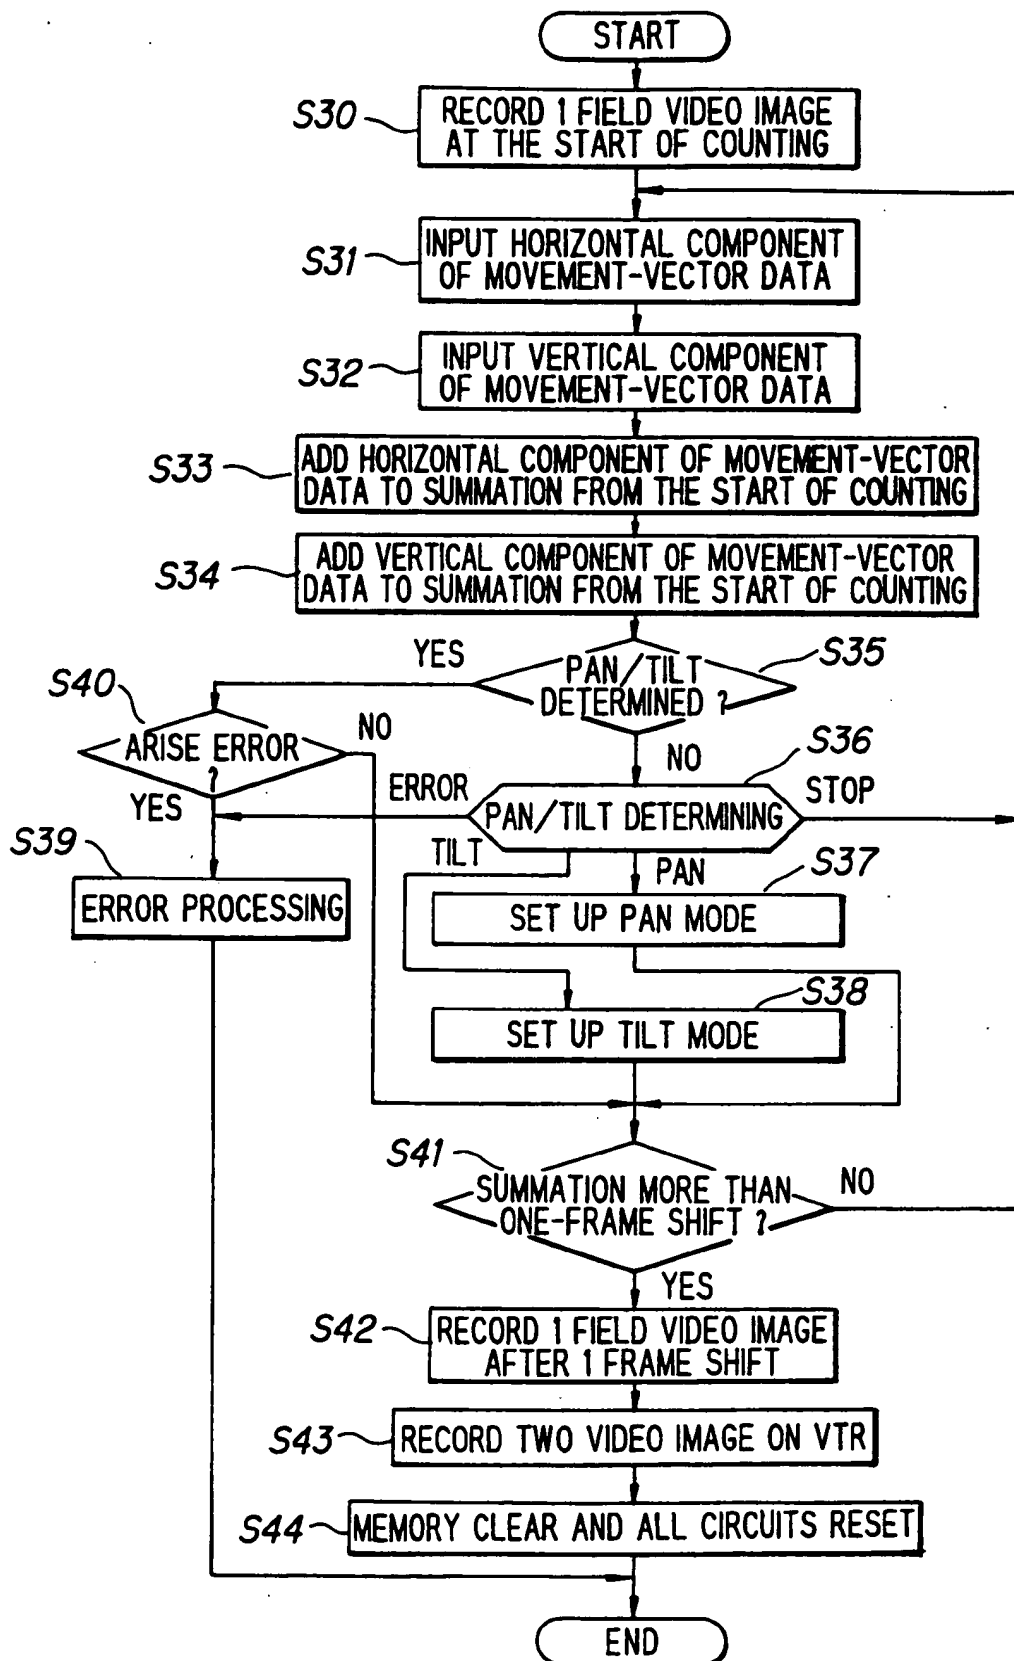 START
S30
RECORD 1 FIELD VIDEO IMAGE
AT THE START OF COUNTING
S31
INPUT HORIZONTAL COMPONENT
OF MOVEMENT-VECTOR DATA
S32
INPUT VERTICAL COMPONENT
OF MOVEMENT-VECTOR DATA
S33
ADD HORIZONTAL COMPONENT OF MOVEMENT-VECTOR
DATA TO SUMMATION FROM THE START OF COUNTING
S34
ADD VERTICAL COMPONENT OF MOVEMENT-VECTOR
DATA TO SUMMATION FROM THE START OF COUNTING
YES
S35
PAN/TILT
DETERMINED ?
NO
S40
ARISE ERROR
?
NO
YES
S36
PAN/TILT DETERMINING
ERROR
STOP
TILT
PAN
S39
ERROR PROCESSING
S37
SET UP PAN MODE
S38
SET UP TILT MODE
S41
SUMMATION MORE THAN
ONE-FRAME SHIFT ?
NO
YES
S42
RECORD 1 FIELD VIDEO IMAGE
AFTER 1 FRAME SHIFT
S43
RECORD TWO VIDEO IMAGE ON VTR
S44
MEMORY CLEAR AND ALL CIRCUITS RESET
END